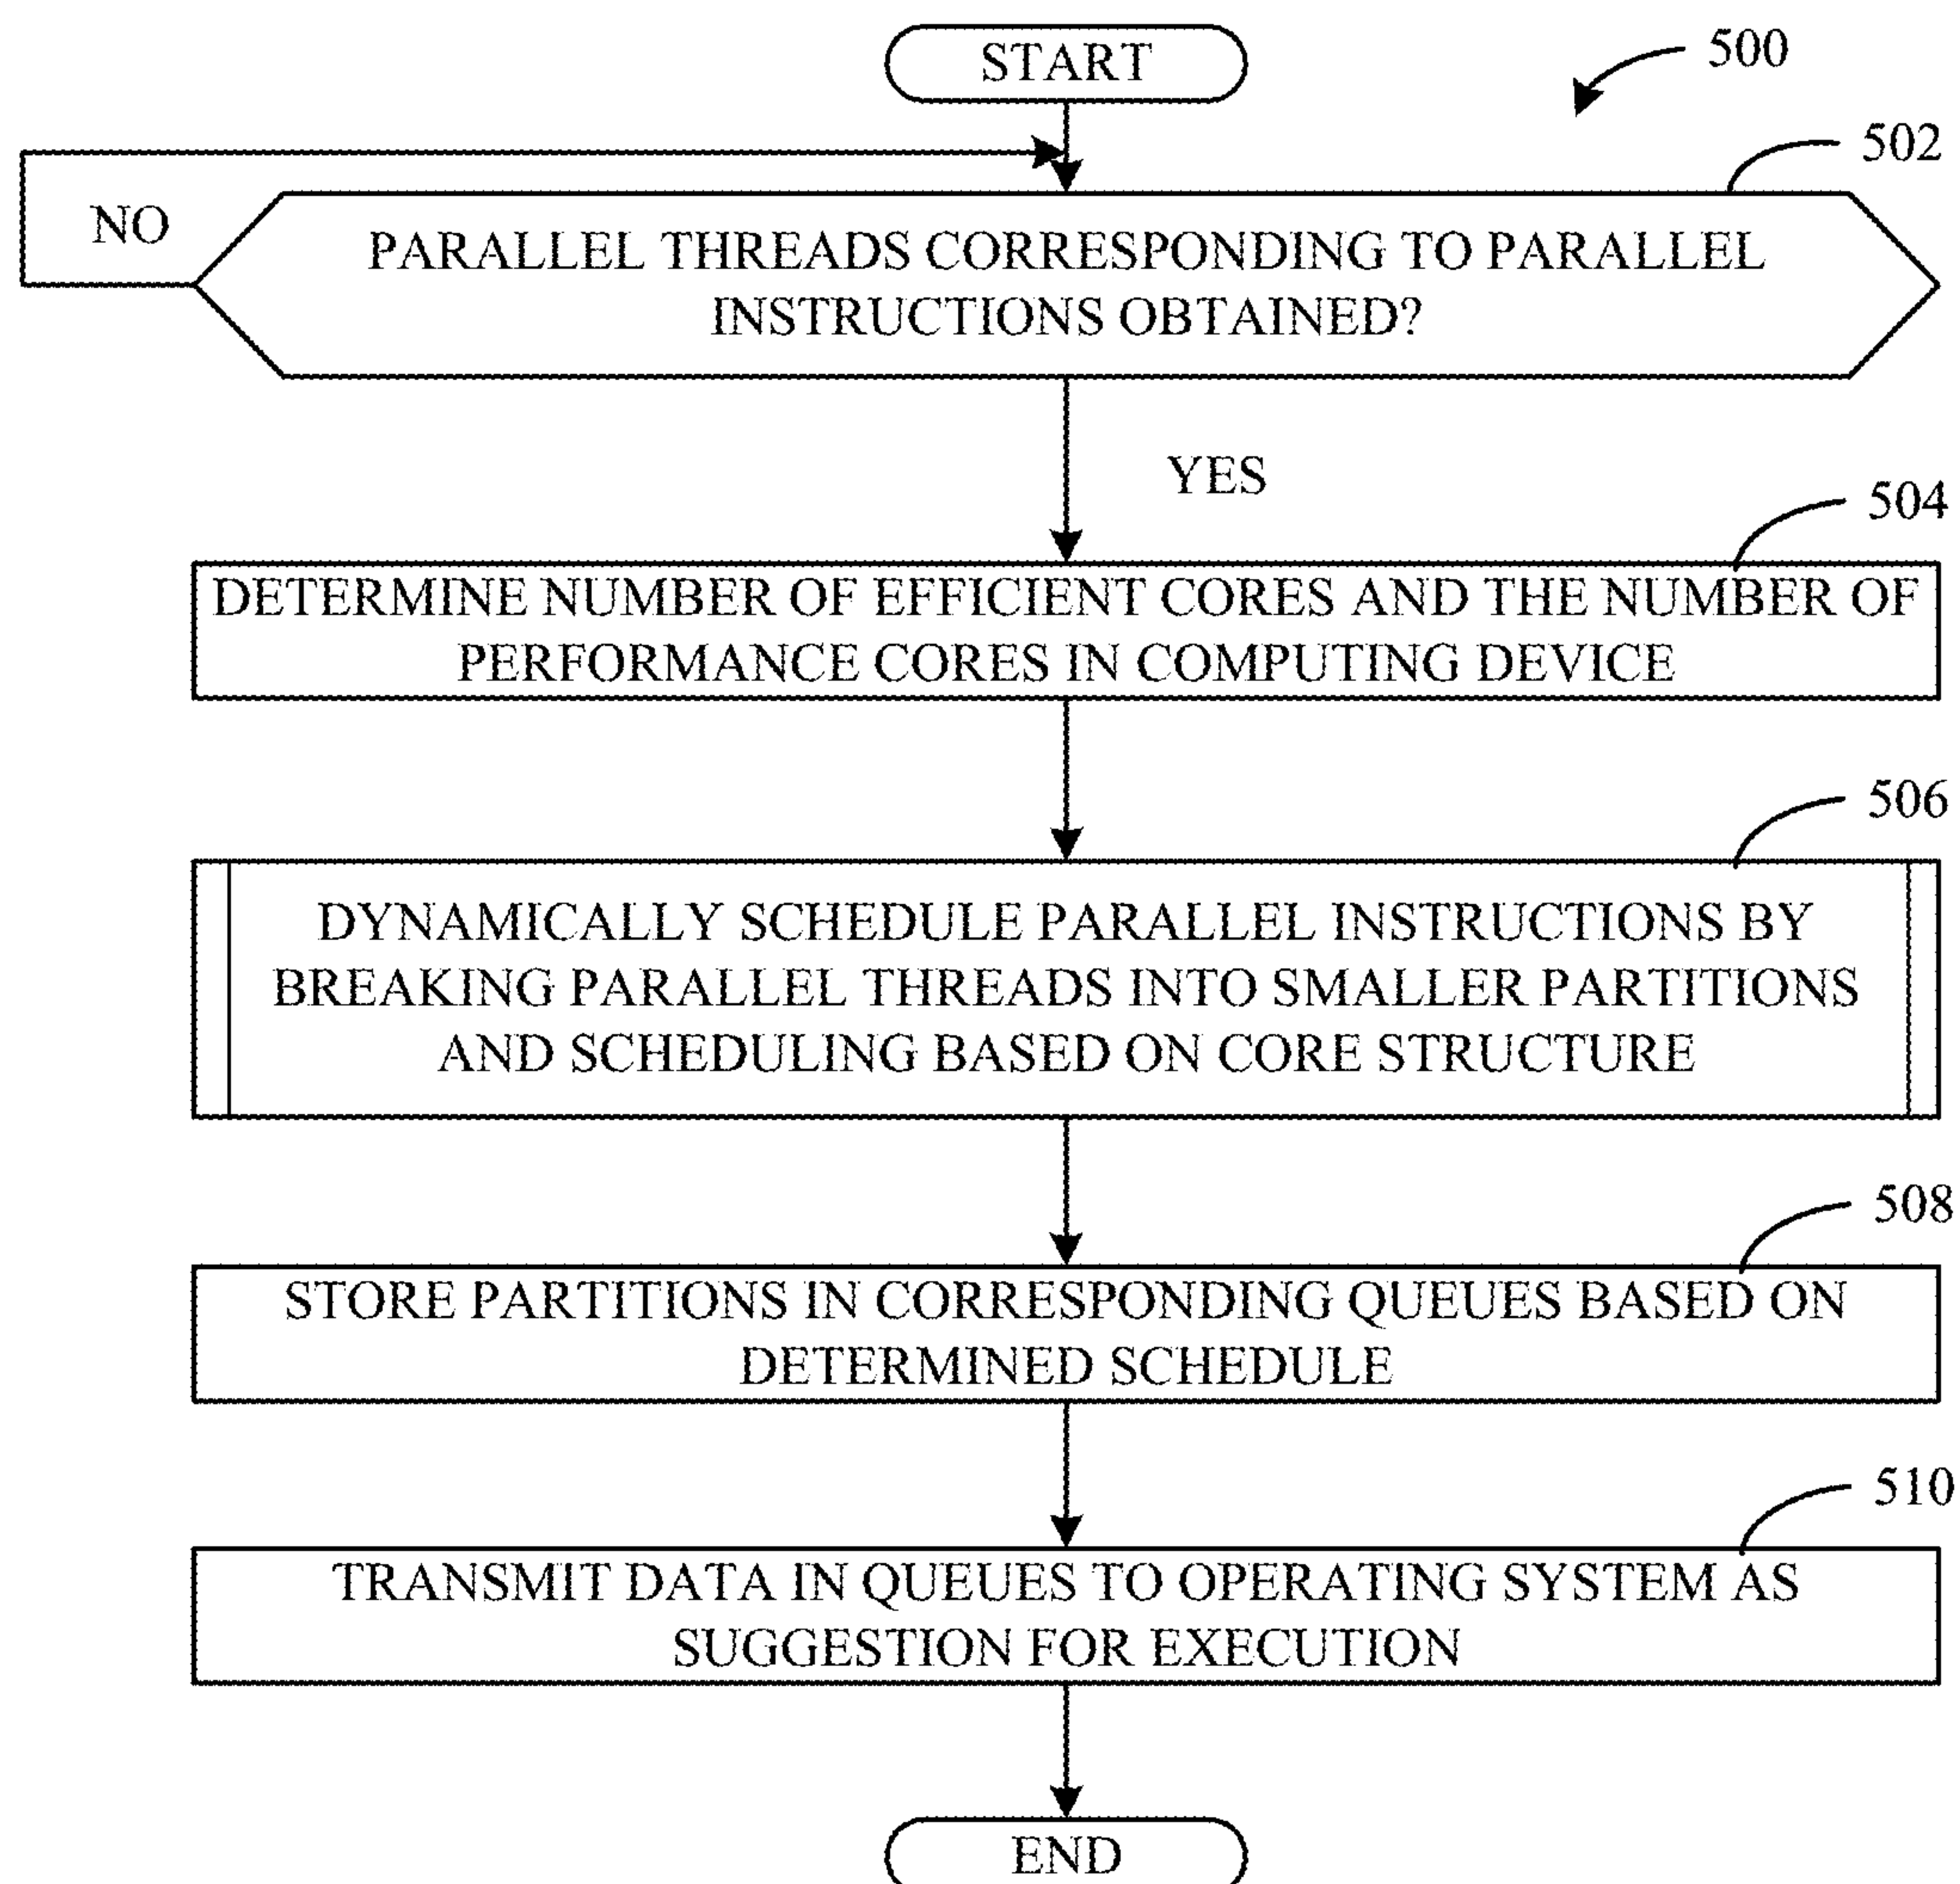 START
500
502
NO
PARALLEL THREADS CORRESPONDING TO PARALLEL
INSTRUCTIONS OBTAINED?
YES
504
DETERMINE NUMBER OF EFFICIENT CORES AND THE NUMBER OF
PERFORMANCE CORES IN COMPUTING DEVICE
506
DYNAMICALLY SCHEDULE PARALLEL INSTRUCTIONS BY
BREAKING PARALLEL THREADS INTO SMALLER PARTITIONS
AND SCHEDULING BASED ON CORE STRUCTURE
508
STORE PARTITIONS IN CORRESPONDING QUEUES BASED ON
DETERMINED SCHEDULE
510
TRANSMIT DATA IN QUEUES TO OPERATING SYSTEM AS
SUGGESTION FOR EXECUTION
END